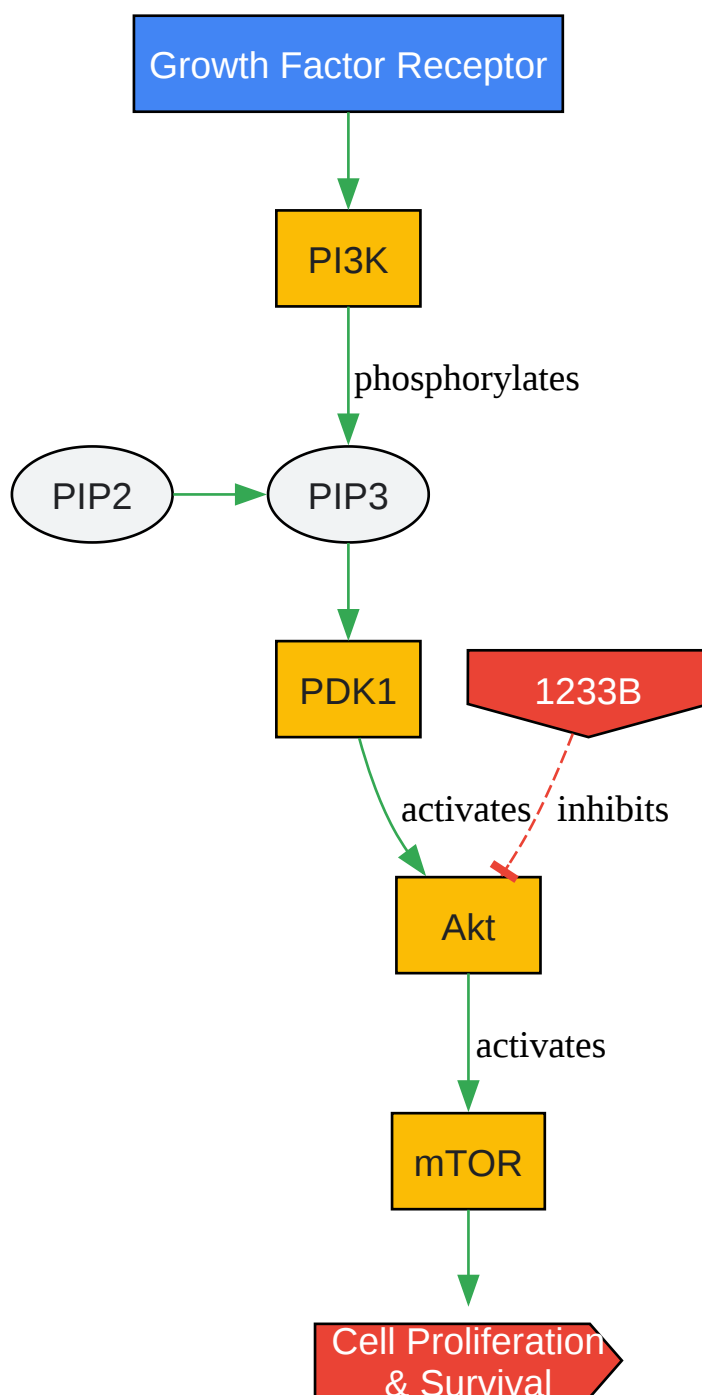 Growth Factor Receptor
PI3K
phosphorylates
PIP2
PIP3
PDK1
1233B
activates
inhibits
Akt
activates
mTOR
Cell Proliferation
& Survival